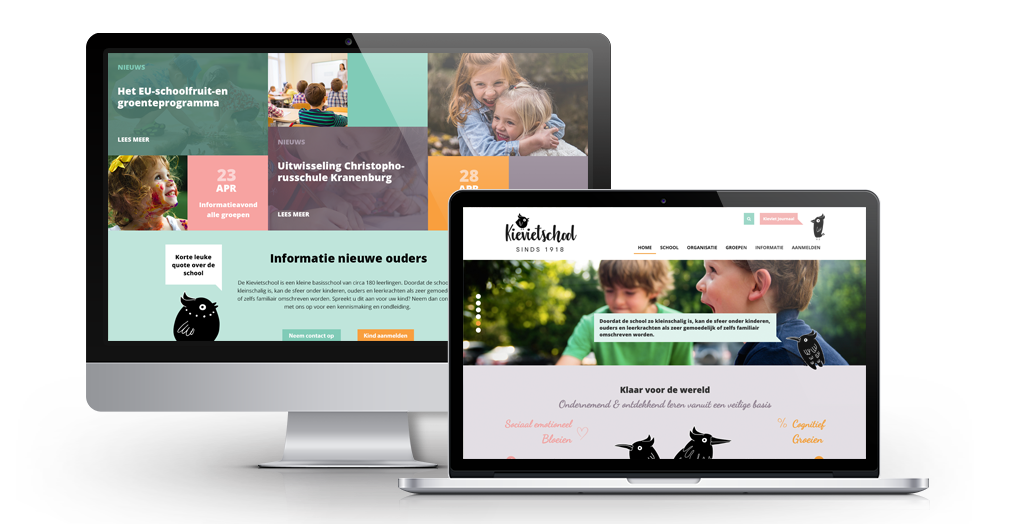 NIEUWS
Het EU-schoolfruit-en
groenteprogramma
LEES MEER
NIEUWS
Uitwisseling Christopho-
russchule Kranenburg
LEES MEER
23
APR
Informatieavond
alle groepen
28
APR
Korte leuke
quote over de
school
Informatie nieuwe ouders
De Kievietschool is een kleine basisschool van circa 180 leerlingen. Doordat de school
kleinschalig is, kan de sfeer onder kinderen, ouders en leerkrachten als zeer gemoed
of zelfs familiair omschreven worden. Spreekt u dit aan voor uw kind? Neem dan con
met ons op voor een kennismaking en rondleiding.
Neem contact op
Kind aanmelden
Kievietschool
SINDS 1918
Kieviet journaal
HOME SCHOOL ORGANISATIE GROEPEN INFORMATIE AANMELDEN
Doordat de school zo kleinschalig is, kan de sfeer onder kinderen,
ouders en leerkrachten als zeer gemoedelijk of zelfs familiair
omschreven worden.
Klaar voor de wereld
Ondernemend & ontdekkend leren vanuit een veilige basis
Sociaal emotioneel
Bloeien
%
Cognitief
Groeien